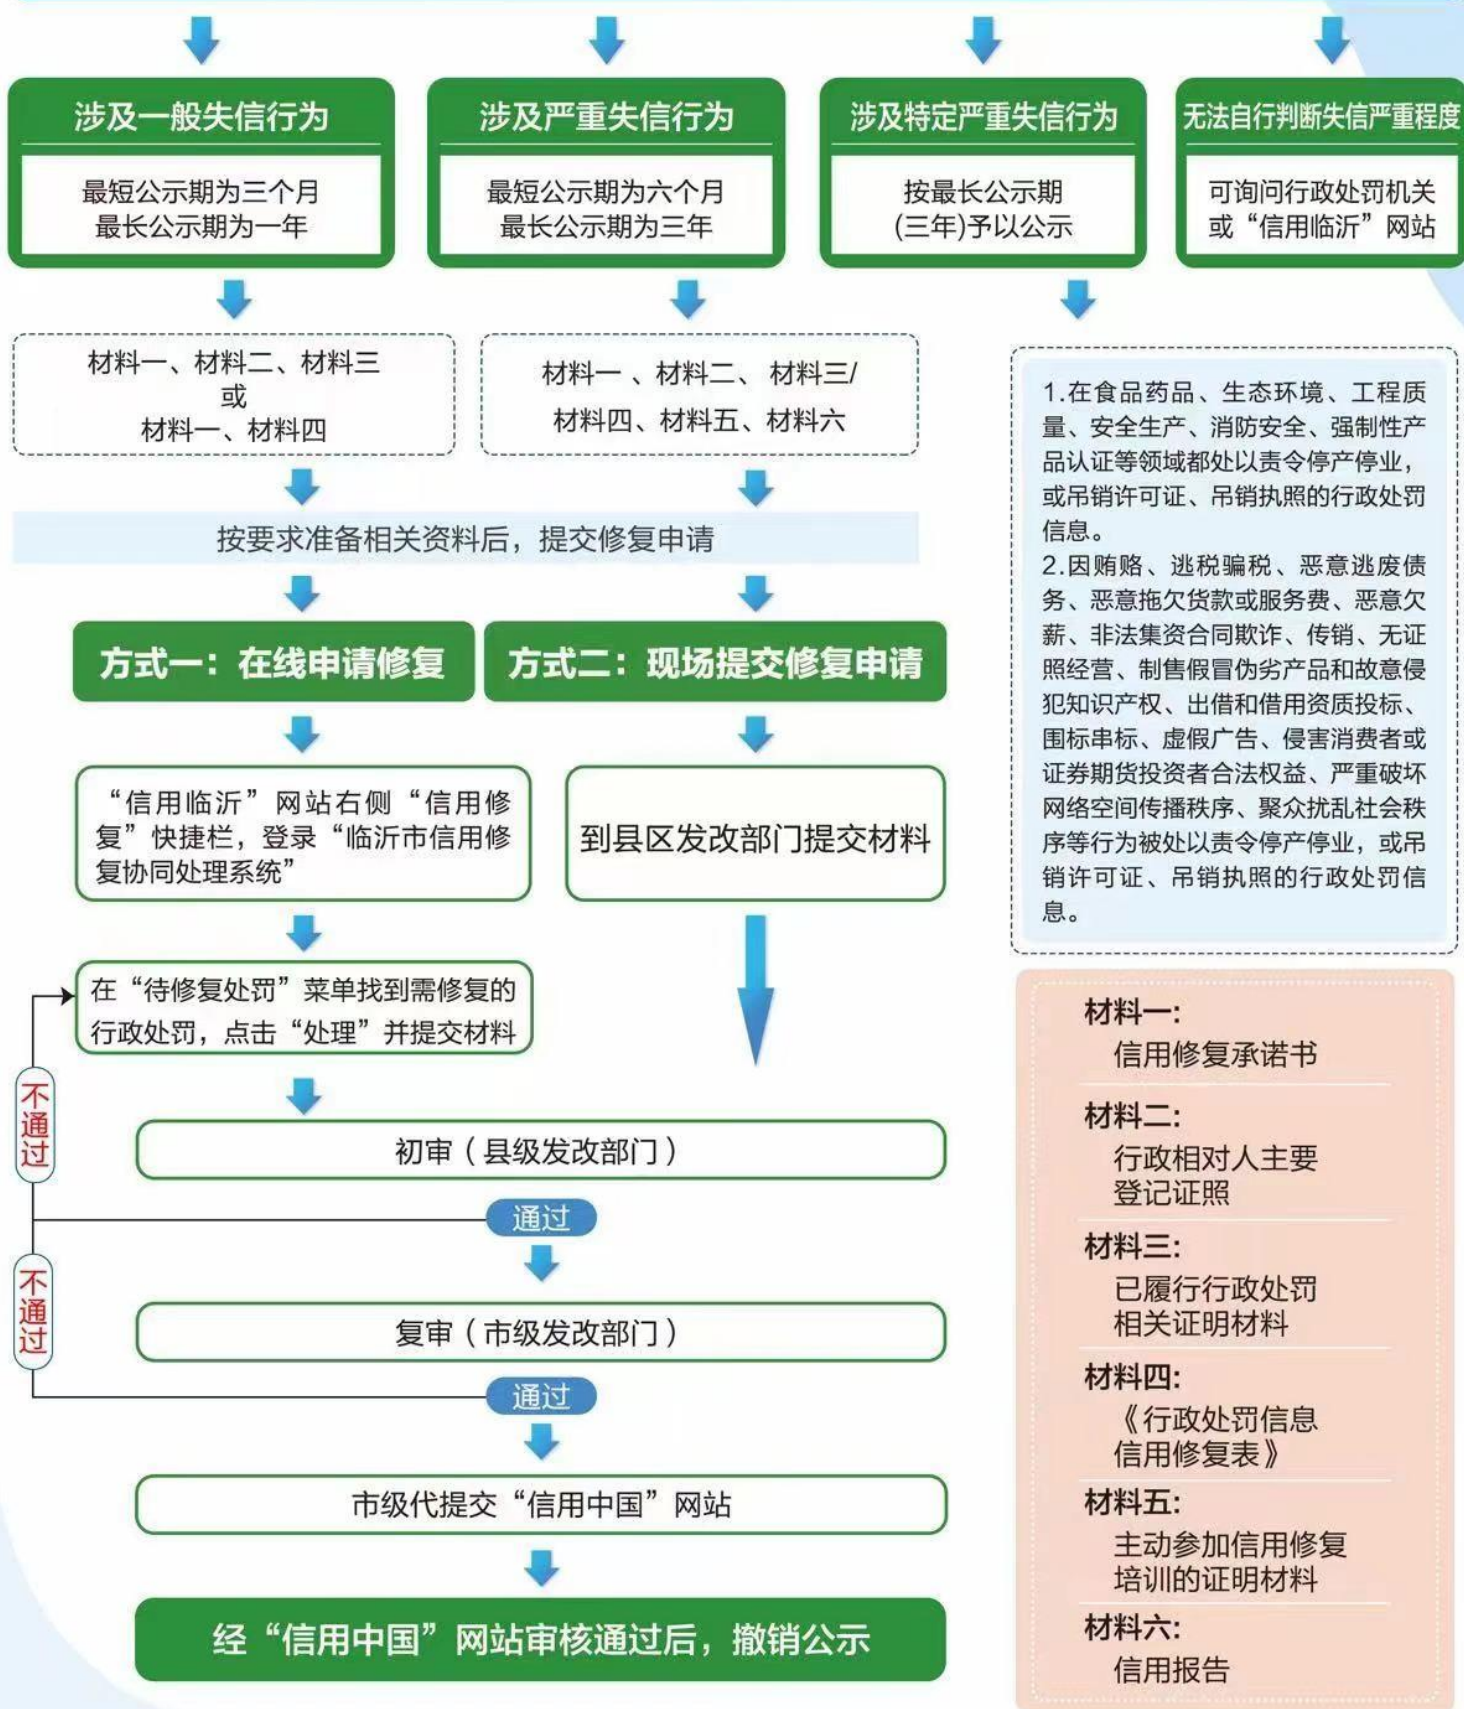 涉及一般失信行为
最短公示期为三个月
最长公示期为一年
涉及严重失信行为
最短公示期为六个月
最长公示期为三年
涉及特定严重失信行为
按最长公示期
(三年)予以公示
无法自行判断失信严重程度
可询问行政处罚机关
或“信用临沂”网站
材料一、材料二、材料三
或
材料一、材料四
材料一 、材料二、 材料三/
材料四、材料五、材料六
1.在食品药品、生态环境、工程质
量、安全生产、消防安全、强制性产
品认证等领域都处以责令停产停业，
或吊销许可证、吊销执照的行政处罚
信息。
2.因贿赂、逃税骗税、恶意逃废债
务、恶意拖欠货款或服务费、恶意欠
薪、非法集资合同欺诈、传销、无证
照经营、制售假冒伪劣产品和故意侵
犯知识产权、出借和借用资质投标、
围标串标、虚假广告、侵害消费者或
证券期货投资者合法权益、严重破坏
网络空间传播秩序、聚众扰乱社会秩
序等行为被处以责令停产停业，或吊
销许可证、吊销执照的行政处罚信
息。
按要求准备相关资料后，提交修复申请
方式一：在线申请修复
方式二：现场提交修复申请
“信用临沂”网站右侧“信用修
复”快捷栏，登录“临沂市信用修
复协同处理系统”
到县区发改部门提交材料
在“待修复处罚”菜单找到需修复的
行政处罚，点击“处理”并提交材料
不通过
初审（县级发改部门）
通过
不通过
复审（市级发改部门）
通过
市级代提交“信用中国”网站
经“信用中国”网站审核通过后，撤销公示
材料一:
信用修复承诺书
材料二:
行政相对人主要
登记证照
材料三:
已履行行政处罚
相关证明材料
材料四:
《行政处罚信息
信用修复表》
材料五:
主动参加信用修复
培训的证明材料
材料六:
信用报告